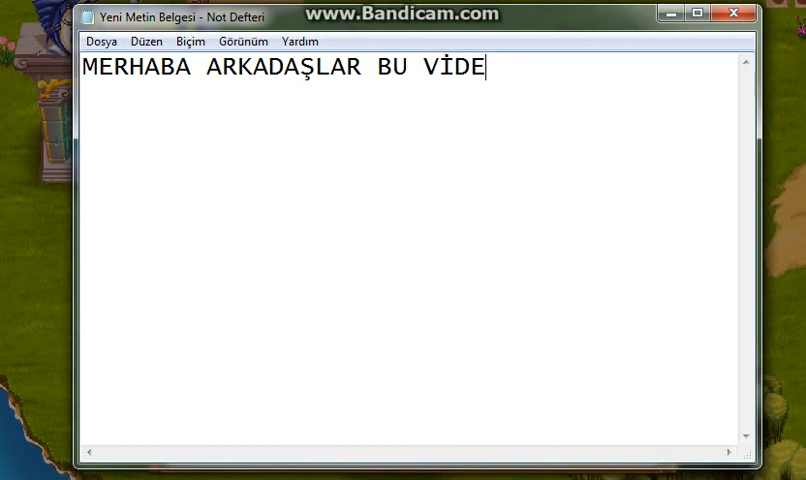 www.Bandicam.com
Yeni Metin Belgesi - Not Defteri
Dosya Düzen Biçim Görünüm Yardım
MERHABA ARKADAŞLAR BU VİDE